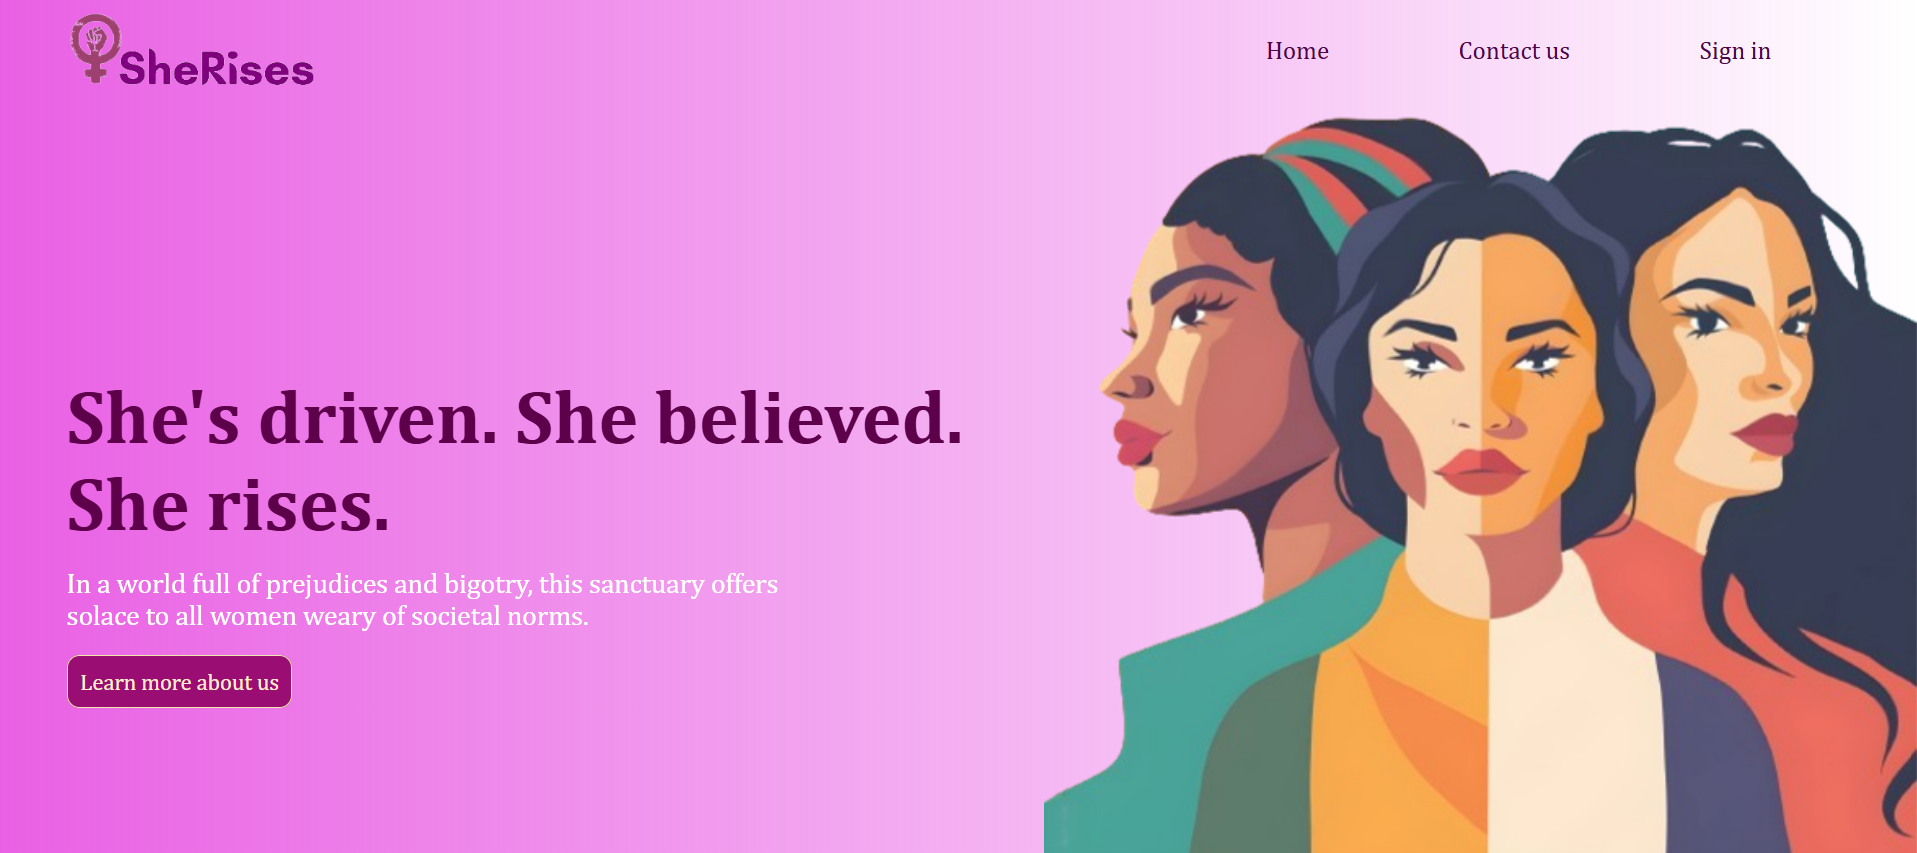 SheRises
Home
Contact us
Sign in
She's driven. She believed.
She rises.
In a world full of prejudices and bigotry, this sanctuary offers
solace to all women weary of societal norms.
Learn more about us